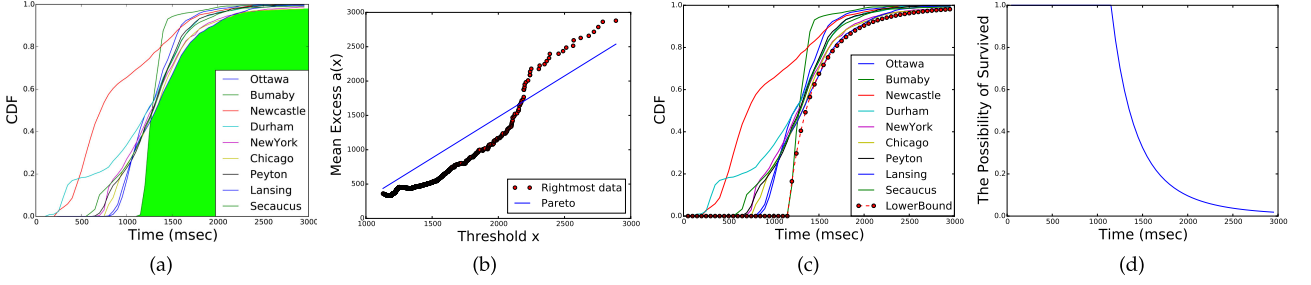 1.0
0.8
0.6
0.4
0.2
0.0
CDF
0 500 1000 1500 2000 2500 3000
Time (msec)
Ottawa
Bumaby
Newcastle
Durham
NewYork
Chicago
Peyton
Lansing
Secaucus
(a)
3000
2500
2000
1500
1000
500
0
Mean Excess a(x)
1000 1500 2000 2500 3000
Threshold x
Rightmost data
Pareto
(b)
1.0
0.8
0.6
0.4
0.2
0.0
CDF
0 500 1000 1500 2000 2500 3000
Time (msec)
Ottawa
Bumaby
Newcastle
Durham
NewYork
Chicago
Peyton
Lansing
Secaucus
LowerBound
(c)
1.0
0.8
0.6
0.4
0.2
0.0
The Possibility of Survived
0 500 1000 1500 2000 2500 3000
Time (msec)
(d)